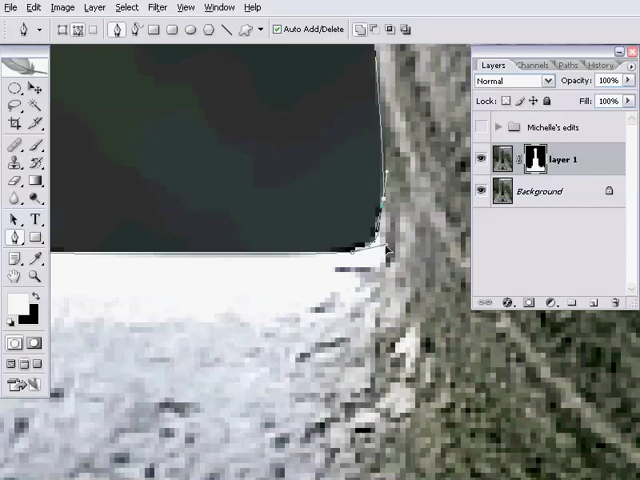 File Edit Image Layer Select Filter View Window Help
Auto Add/Delete
Layers Channels Paths History
Normal Opacity: 100%
Lock: Fill: 100%
Michelle's edits
layer 1
Background
T